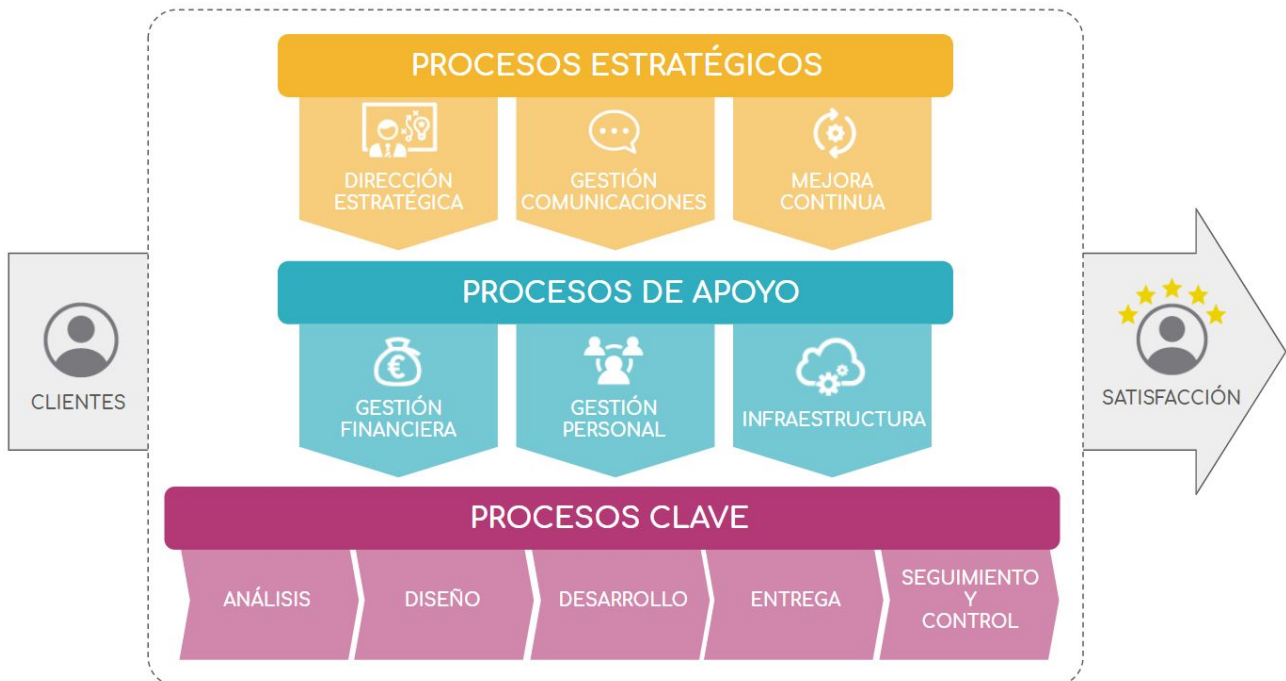 PROCESOS ESTRATÉGICOS
DIRECCIÓN
ESTRATÉGICA
GESTIÓN
COMUNICACIONES
MEJORA
CONTINUA
CLIENTES
PROCESOS DE APOYO
€
GESTIÓN
FINANCIERA
GESTIÓN
PERSONAL
INFRAESTRUCTURA
SATISFACCIÓN
PROCESOS CLAVE
ANÁLISIS
DISEÑO
DESARROLLO
ENTREGA
SEGUIMIENTO
Y
CONTROL